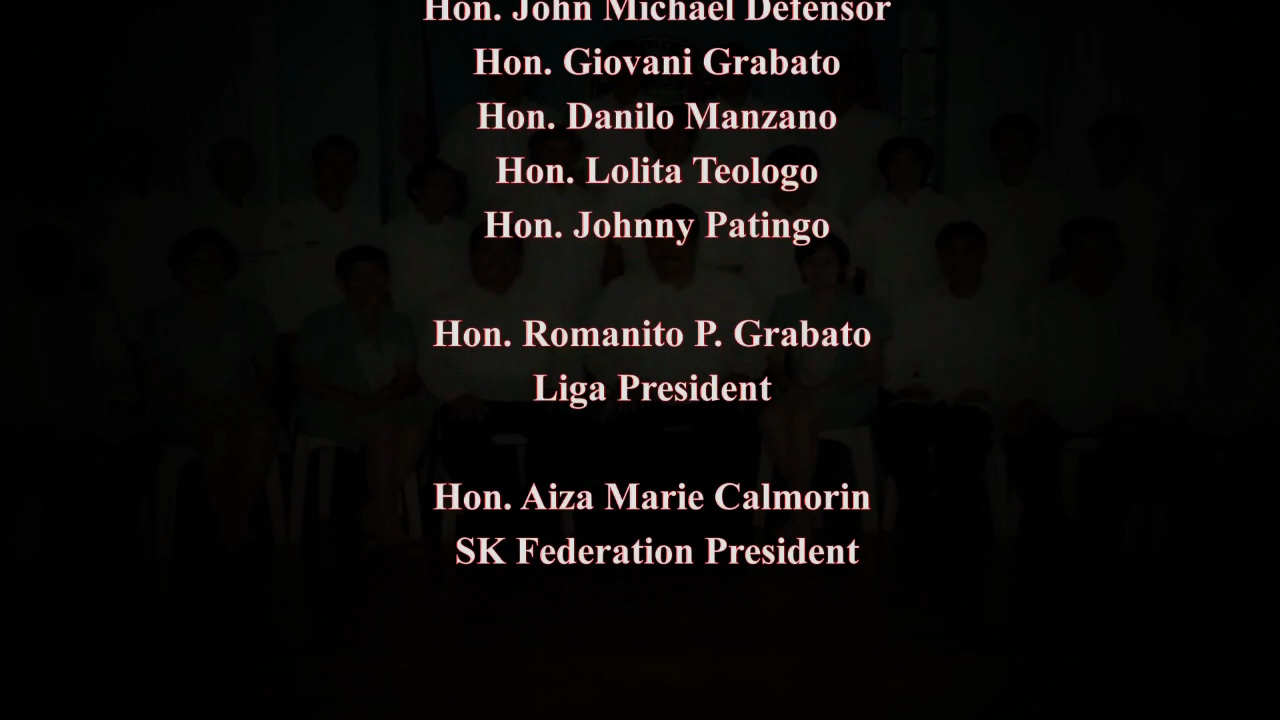 Hon. John Michael Defensor
Hon. Giovani Grabato
Hon. Danilo Manzano
Hon. Lolita Teologo
Hon. Johnny Patingo
Hon. Romanito P. Grabato
Liga President
Hon. Aiza Marie Calmorin
SK Federation President